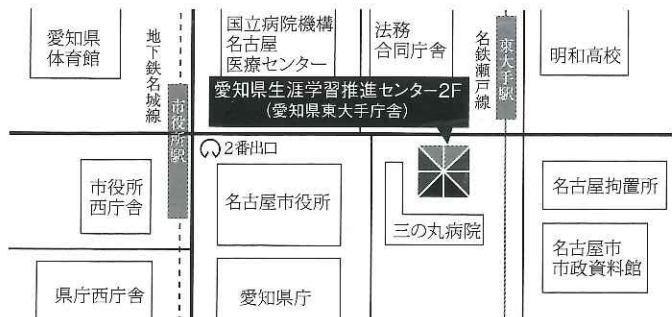 愛知県
体育館
地下鉄名城線
市役所駅
国立病院機構
名古屋
医療センター
法務
合同庁舎
名鉄瀬戸線
東大手駅
明和高校
愛知県生涯学習推進センター2F
(愛知県東大手庁舎)
2番出口
市役所
西庁舎
名古屋市役所
三の丸病院
名古屋拘置所
名古屋市
市政資料館
県庁西庁舎
愛知県庁